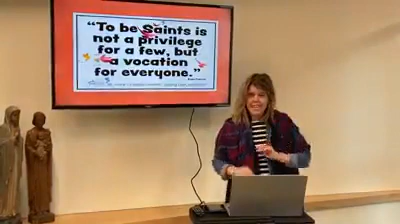 “To be Saints is
not a privilege
for a few, but
a vocation
for everyone.”